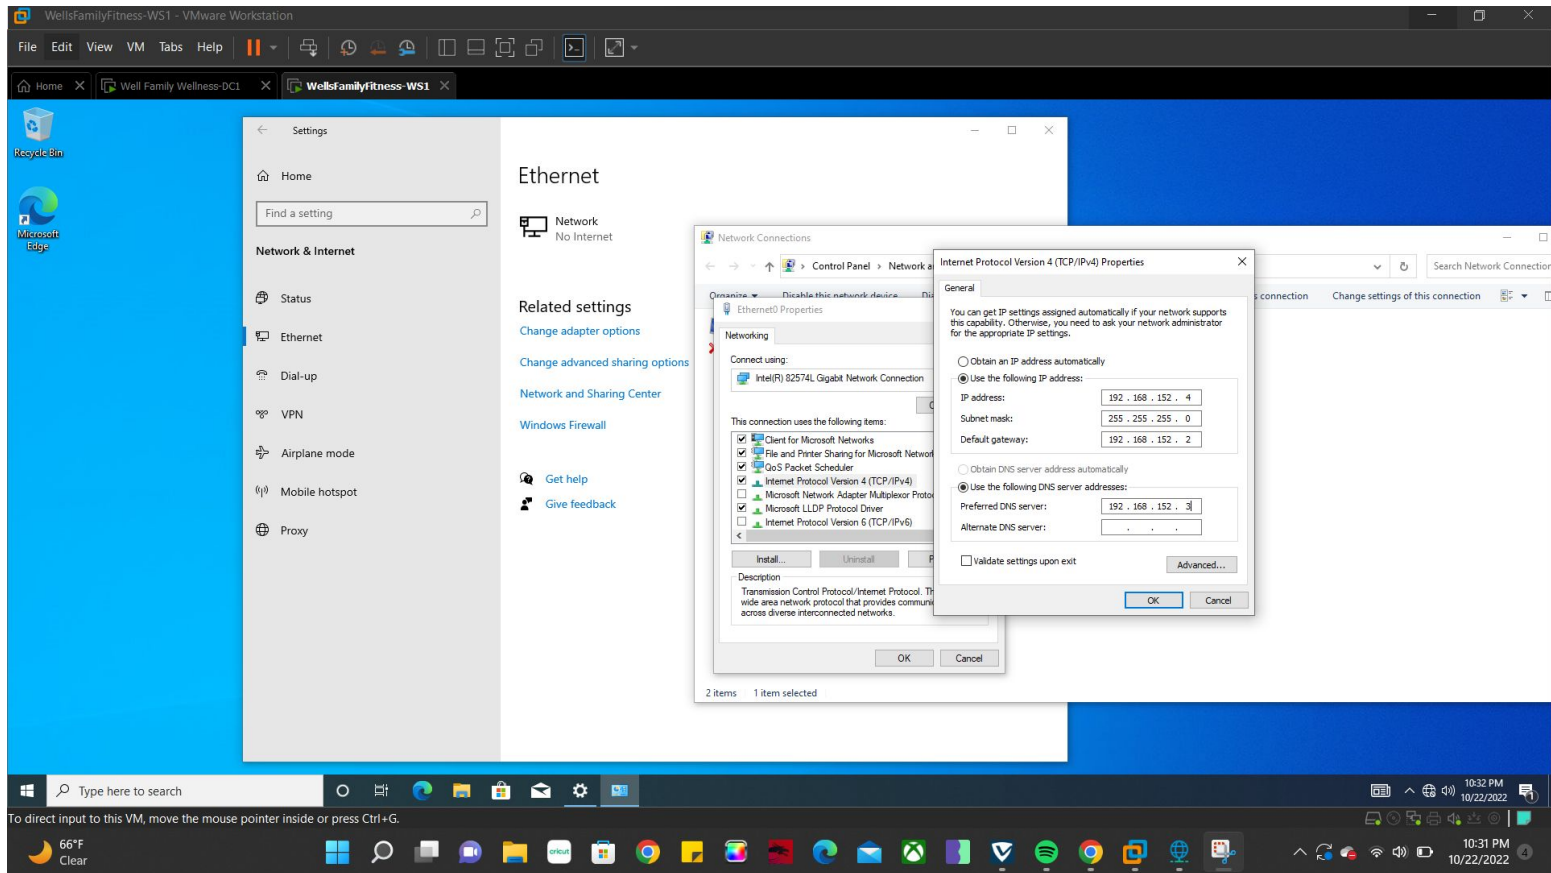 WellsFamilyFitness-WS1 - VMware Workstation
File Edit View VM Tabs Help
Home Well Family Wellness-DC1 WellsFamilyFitness-WS1
Recycle Bin
Microsoft
Edge
Settings
Home
Find a setting
Network & Internet
Status
Ethernet
Dial-up
VPN
Airplane mode
Mobile hotspot
Proxy
Ethernet
Network
No Internet
Related settings
Change adapter options
Change advanced sharing options
Network and Sharing Center
Windows Firewall
Get help
Give feedback
Network Connections
Control Panel > Network a
Search Network Connection
Organize Disable this network device Di
s connection Change settings of this connection
2 items 1 item selected
Ethernet0 Properties
Networking
Connect using:
Intel(R) 82574L Gigabit Network Connection
C
This connection uses the following items:
Client for Microsoft Networks
File and Printer Sharing for Microsoft Network
QoS Packet Scheduler
Internet Protocol Version 4 (TCP/IPv4)
Microsoft Network Adapter Multiplexor Proto
Microsoft LLDP Protocol Driver
Internet Protocol Version 6 (TCP/IPv6)
Install... Uninstall P
Description
Transmission Control Protocol/Internet Protocol. Th
wide area network protocol that provides communi
across diverse interconnected networks.
OK Cancel
Internet Protocol Version 4 (TCP/IPv4) Properties
General
You can get IP settings assigned automatically if your network supports
this capability. Otherwise, you need to ask your network administrator
for the appropriate IP settings.
Obtain an IP address automatically
Use the following IP address:
IP address: 192 . 168 . 152 . 4
Subnet mask: 255 . 255 . 255 . 0
Default gateway: 192 . 168 . 152 . 2
Obtain DNS server address automatically
Use the following DNS server addresses:
Preferred DNS server: 192 . 168 . 152 . 3
Alternate DNS server: . . .
Validate settings upon exit
Advanced...
OK Cancel
Type here to search
10:32 PM
10/22/2022
1
To direct input to this VM, move the mouse pointer inside or press Ctrl+G.
66°F
Clear
cricut
10:31 PM
10/22/2022
4